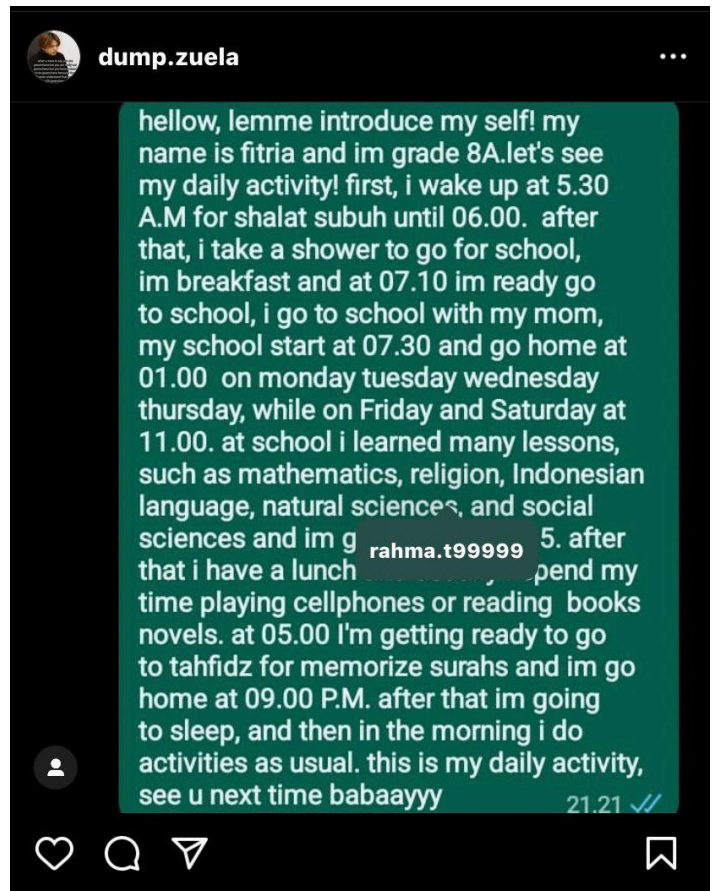 dump.zuela
hellow, lemme introduce my self! my
name is fitria and im grade 8A.let's see
my daily activity! first, i wake up at 5.30
A.M for shalat subuh until 06.00. after
that, i take a shower to go for school,
im breakfast and at 07.10 im ready go
to school, i go to school with my mom,
my school start at 07.30 and go home at
01.00 on monday tuesday wednesday
thursday, while on Friday and Saturday at
11.00. at school i learned many lessons,
such as mathematics, religion, Indonesian
language, natural sciences, and social
sciences and im 5. after
rahma.t99999
that i have a lunch my
time playing cellphones or reading books
novels. at 05.00 I'm getting ready to go
to tahfidz for memorize surahs and im go
home at 09.00 P.M. after that im going
to sleep, and then in the morning i do
activities as usual. this is my daily activity,
see u next time babaayyy
21.21